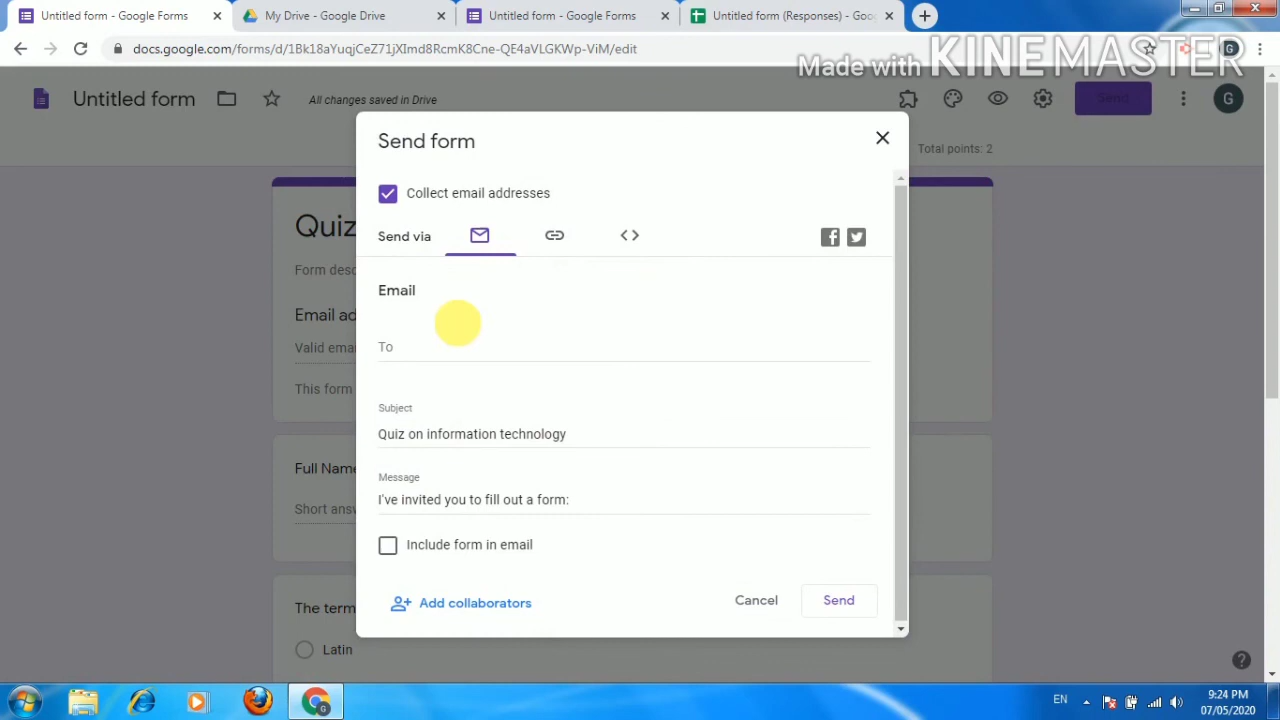 Untitled form - Google Forms
My Drive - Google Drive
Untitled form - Google Forms
Untitled form (Responses) - Goo
docs.google.com/forms/d/1Bk18aYuqjCeZ71jXImd8RcmK8Cne-QE4aVLGKWp-ViM/edit
G
Made with KINEMASTER
Untitled form
All changes saved in Drive
Send
G
Send form
Total points: 2
Collect email addresses
Quiz
Send via
Form desc
Email
Email ad
Valid emai
To
This form
Subject
Quiz on information technology
Full Name
Message
I've invited you to fill out a form:
Short answ
Include form in email
Add collaborators
Cancel
Send
The term
Latin
EN
9:24 PM
07/05/2020